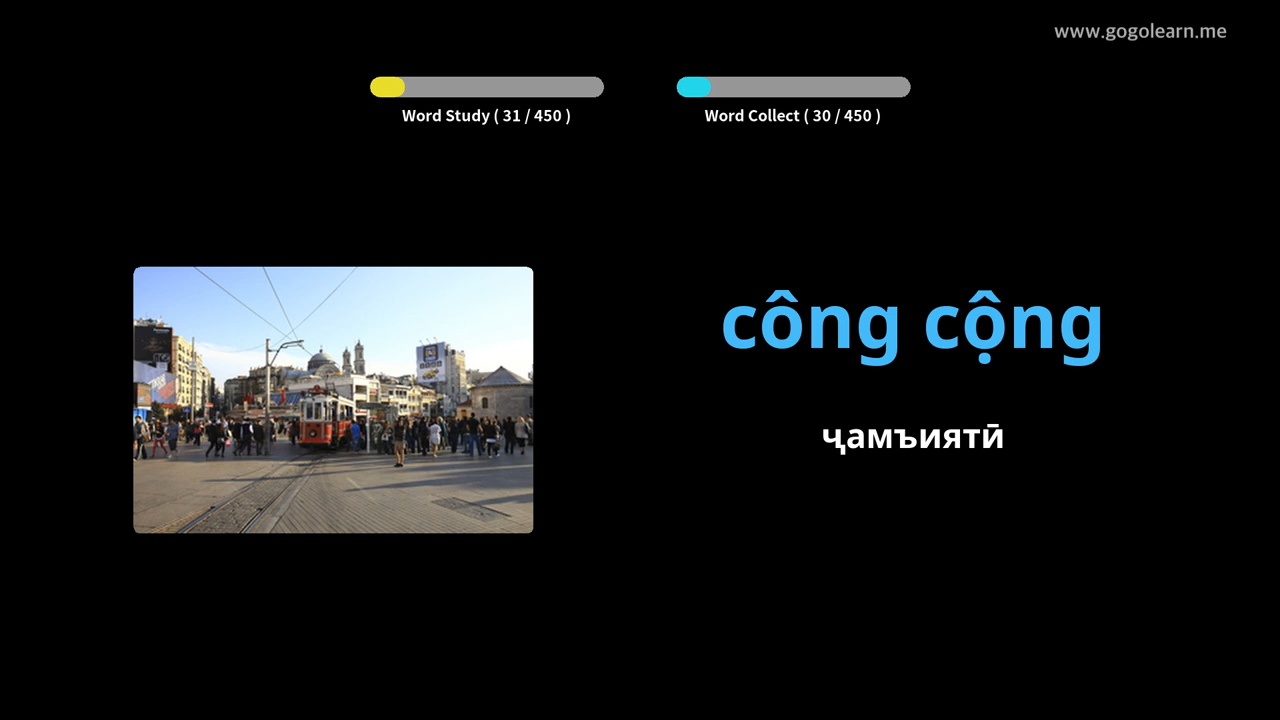 www.gogolearn.me
Word Study ( 31 / 450 )
Word Collect ( 30 / 450 )
công cộng
ҷамъиятӣ